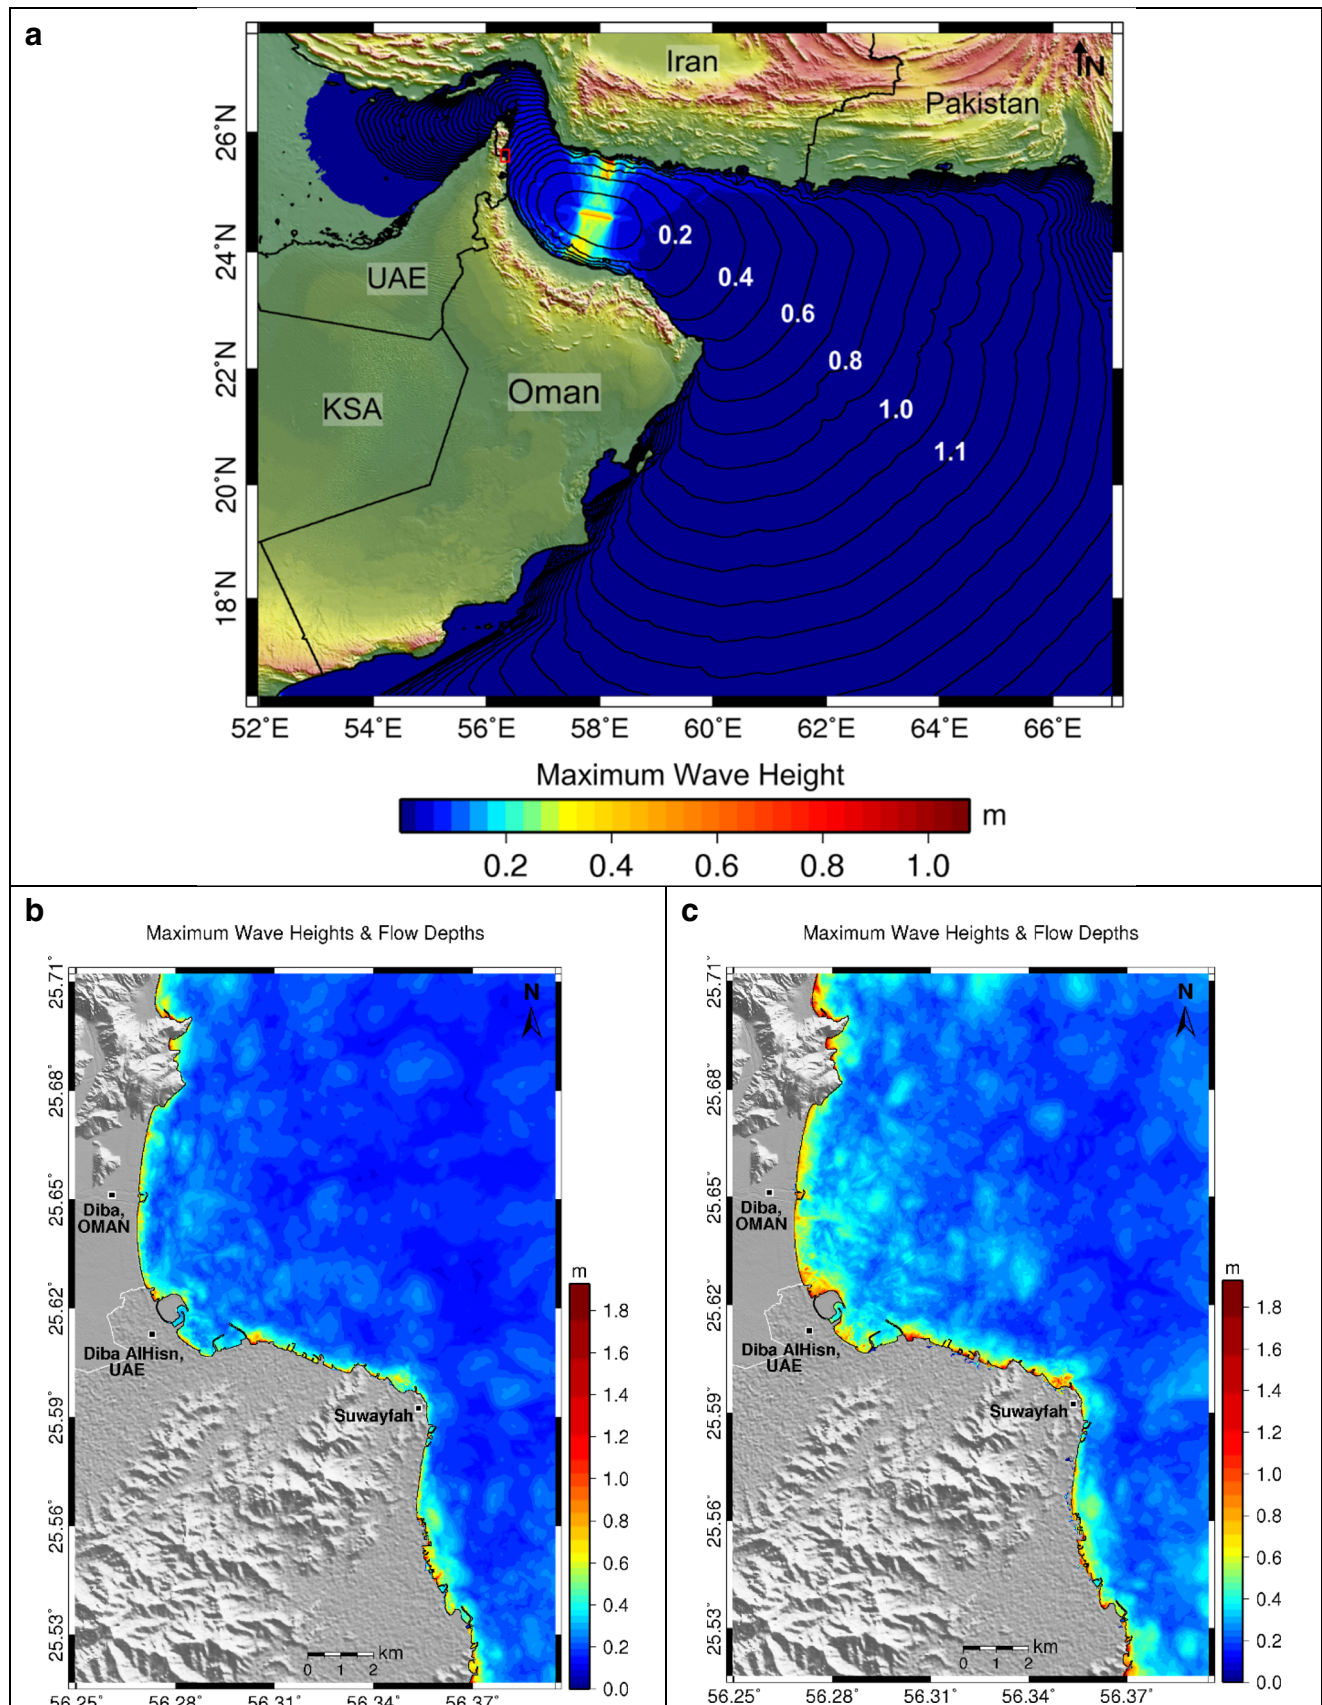 a
Iran
N
Pakistan
26°N
24°N
22°N
20°N
18°N
0.2
0.4
0.6
0.8
1.0
1.1
UAE
KSA
Oman
52°E 54°E 56°E 58°E 60°E 62°E 64°E 66°E
Maximum Wave Height
m
0.2 0.4 0.6 0.8 1.0
b
Maximum Wave Heights & Flow Depths
N
25.71°
25.68°
25.65°
25.62°
25.59°
25.56°
25.53°
Diba,
OMAN
Diba AlHisn,
UAE
Suwayfah
km
0 1 2
m
1.8
1.6
1.4
1.2
1.0
0.8
0.6
0.4
0.2
0.0
56.25° 56.28° 56.31° 56.34° 56.37°
c
Maximum Wave Heights & Flow Depths
N
25.71°
25.68°
25.65°
25.62°
25.59°
25.56°
25.53°
Diba,
OMAN
Diba AlHisn,
UAE
Suwayfah
km
0 1 2
m
1.8
1.6
1.4
1.2
1.0
0.8
0.6
0.4
0.2
0.0
56.25° 56.28° 56.31° 56.34° 56.37°